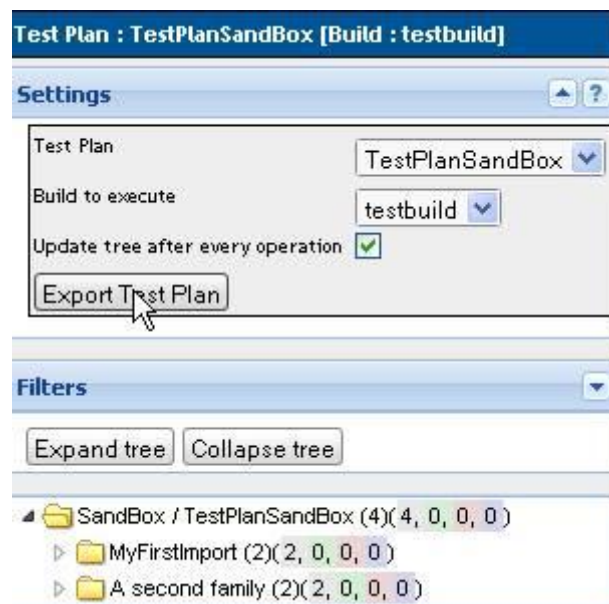 Test Plan : TestPlanSandBox [Build : testbuild]
Settings
?
Test Plan
TestPlanSandBox
Build to execute
testbuild
Update tree after every operation
Export Test Plan
Filters
Expand tree Collapse tree
SandBox / TestPlanSandBox (4)(4, 0, 0, 0)
MyFirstImport (2)(2, 0, 0, 0)
A second family (2)(2, 0, 0, 0)